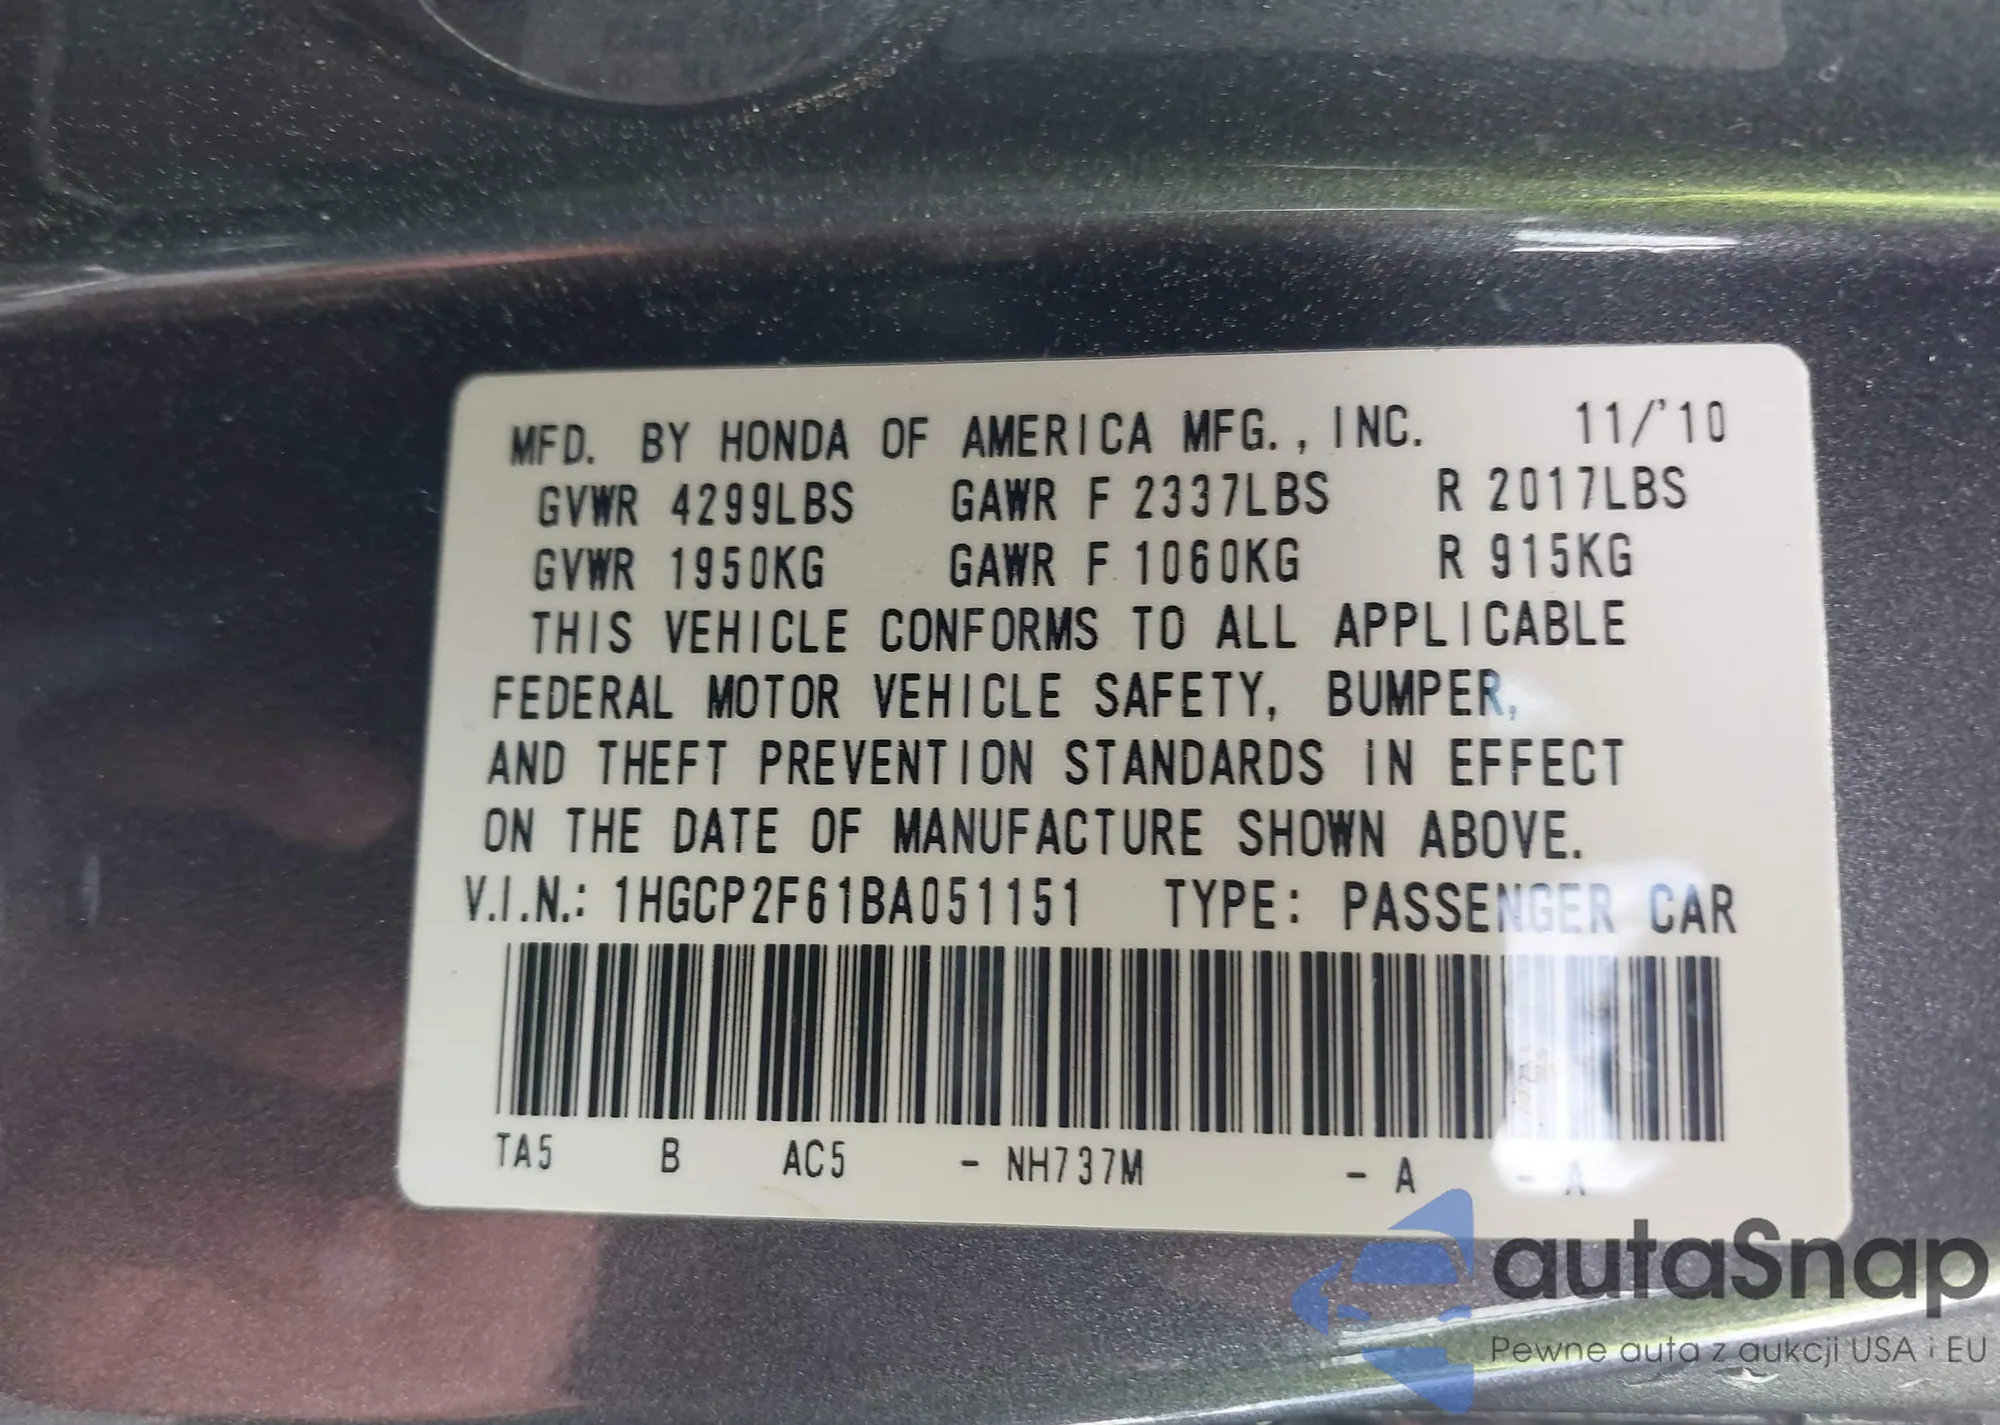 MFD. BY HONDA OF AMERICA MFG., INC. 11/'10
GVWR 4299LBS GAWR F 2337LBS R 2017LBS
GVWR 1950KG GAWR F 1060KG R 915KG
THIS VEHICLE CONFORMS TO ALL APPLICABLE
FEDERAL MOTOR VEHICLE SAFETY, BUMPER,
AND THEFT PREVENTION STANDARDS IN EFFECT
ON THE DATE OF MANUFACTURE SHOWN ABOVE.
V.I.N.: 1HGCP2F61BA051151 TYPE: PASSENGER CAR
TA5 B AC5 - NH737M - A - A
autaSnap
Pewne auta z aukcji USA i EU